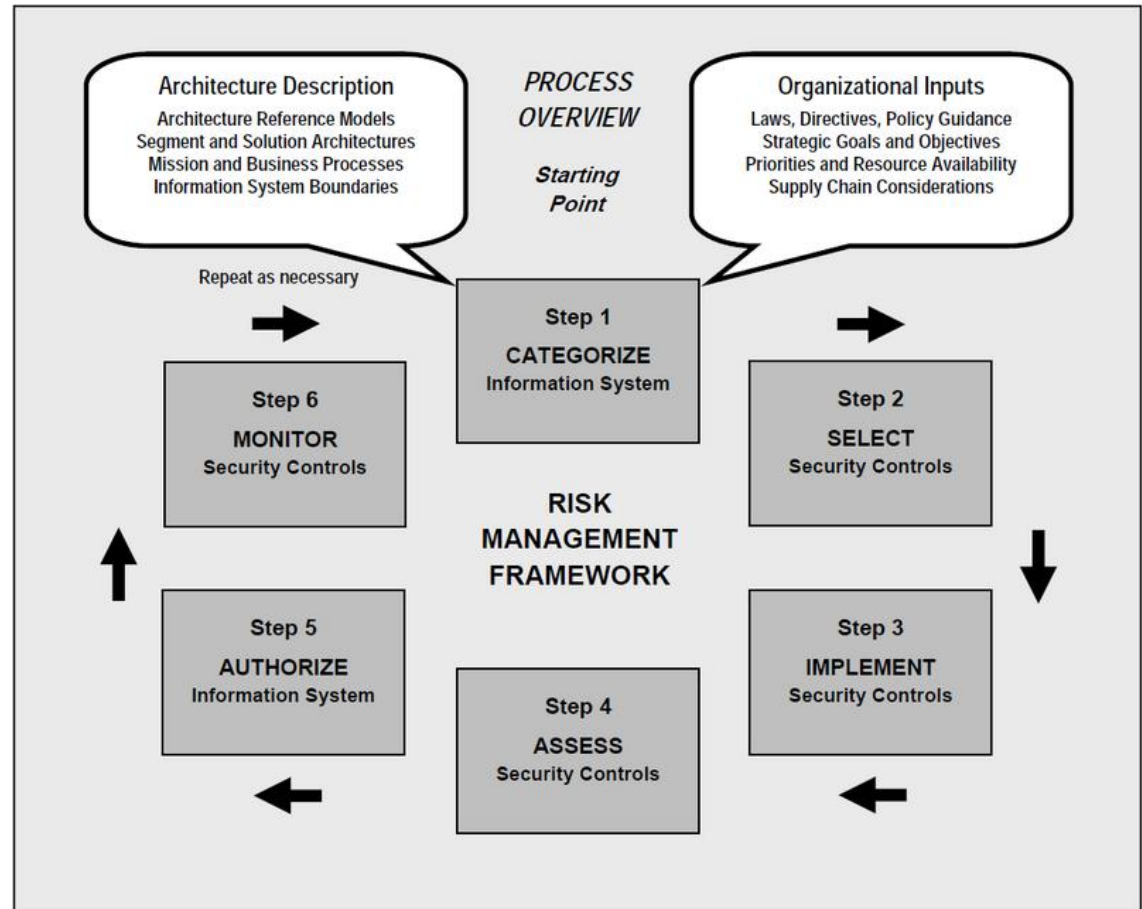 Architecture Description
Architecture Reference Models
Segment and Solution Architectures
Mission and Business Processes
Information System Boundaries
PROCESS
OVERVIEW
Starting
Point
Organizational Inputs
Laws, Directives, Policy Guidance
Strategic Goals and Objectives
Priorities and Resource Availability
Supply Chain Considerations
Repeat as necessary
Step 1
CATEGORIZE
Information System
Step 2
SELECT
Security Controls
Step 3
IMPLEMENT
Security Controls
Step 4
ASSESS
Security Controls
Step 5
AUTHORIZE
Information System
Step 6
MONITOR
Security Controls
RISK
MANAGEMENT
FRAMEWORK